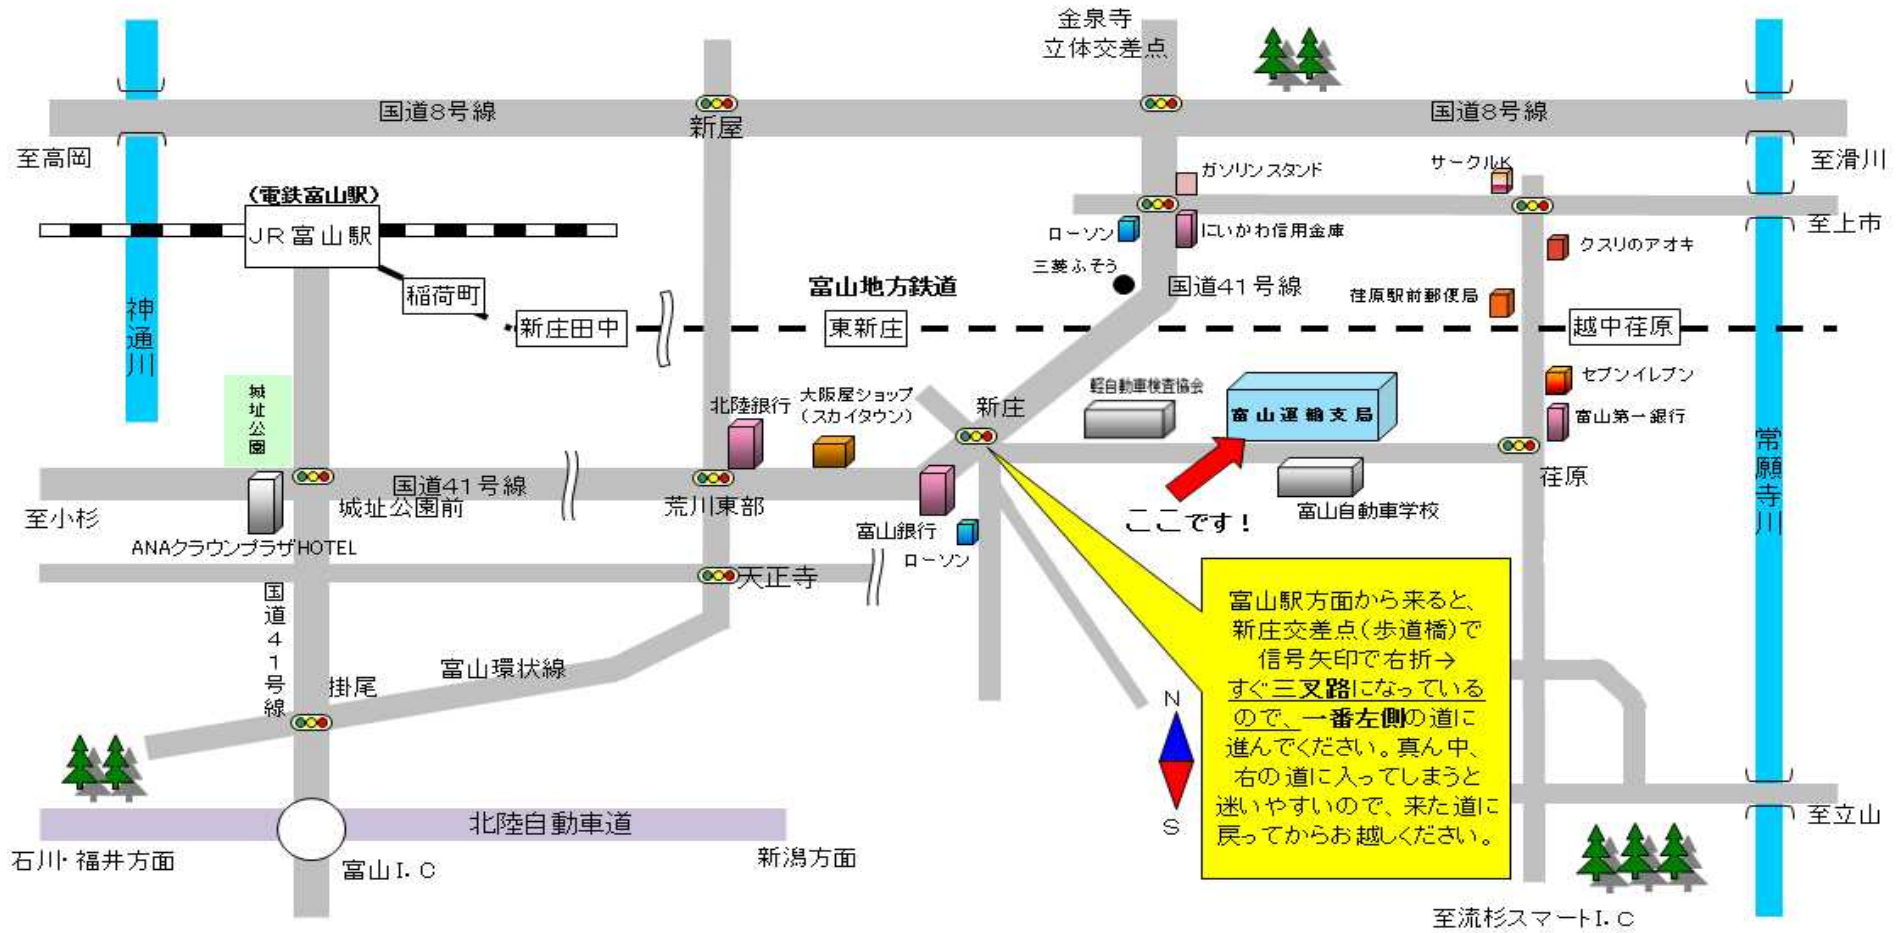 金泉寺
立体交差点
国道8号線
新屋
国道8号線
至高岡
至滑川
ガソリンスタンド
サークルK
(電鉄富山駅)
JR富山駅
ローソン
にいかわ信用金庫
至上市
クスリのアオキ
三菱ふそう
稲荷町
富山地方鉄道
国道41号線
荏原駅前郵便局
神通川
新庄田中
東新庄
越中荏原
城址公園
北陸銀行
大阪屋ショップ
(スカイタウン)
新庄
軽自動車検査協会
富山運輸支局
セブンイレブン
富山第一銀行
常願寺川
国道41号線
城址公園前
荒川東部
荏原
至小杉
富山銀行
ここです!
富山自動車学校
ANAクラウンプラザHOTEL
ローソン
天正寺
国道41号線
富山環状線
掛尾
富山駅方面から来ると、
新庄交差点(歩道橋)で
信号矢印で右折→
すぐ三叉路になっている
ので、一番左側の道に
進んでください。真ん中、
右の道に入ってしまうと
迷いやすいので、来た道に
戻ってからお越しください。
N
S
北陸自動車道
至立山
石川・福井方面
富山I.C
新潟方面
至流杉スマートI.C